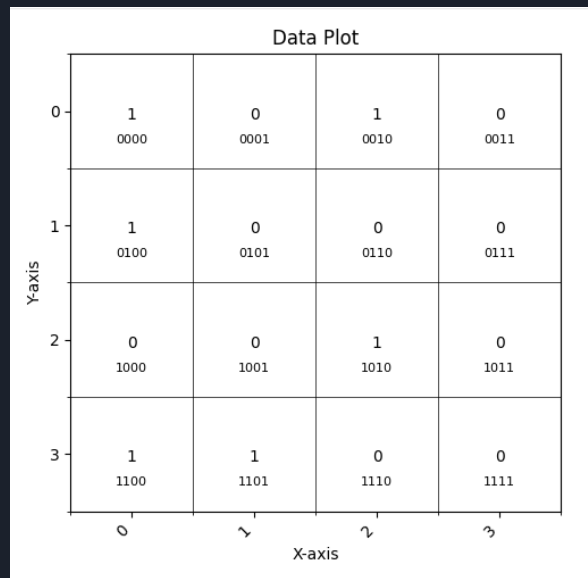 Data Plot
0 1 0 1 0
0000 0001 0010 0011
1 1 0 0 0
0100 0101 0110 0111
Y-axis
2 0 0 1 0
1000 1001 1010 1011
3 1 1 0 0
1100 1101 1110 1111
0 1 2 3
X-axis